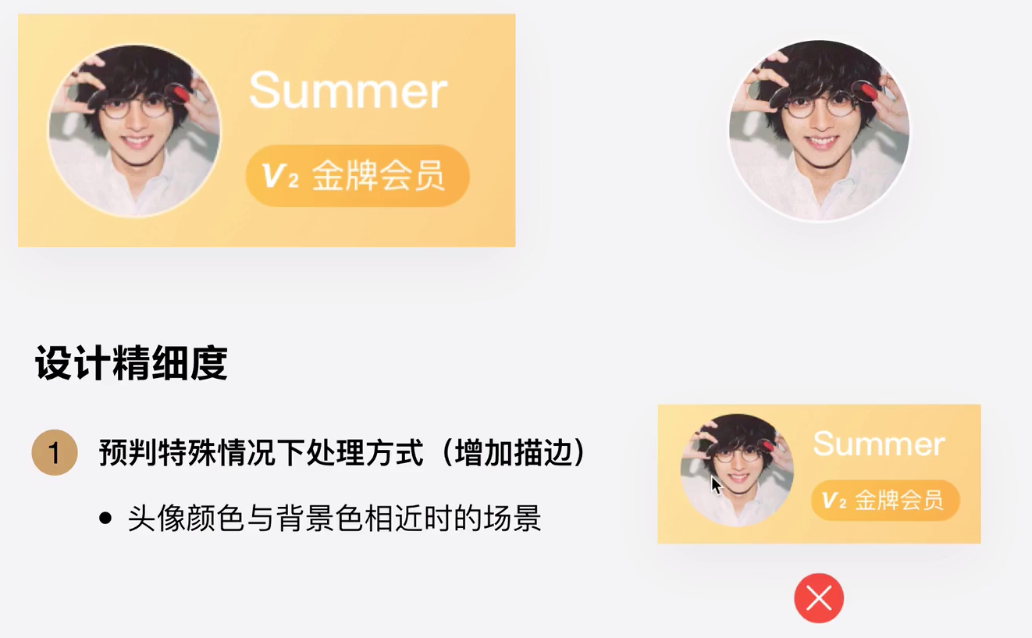 Summer
V2 金牌会员
设计精细度
1 预判特殊情况下处理方式（增加描边）
• 头像颜色与背景色相近时的场景
Summer
V2 金牌会员